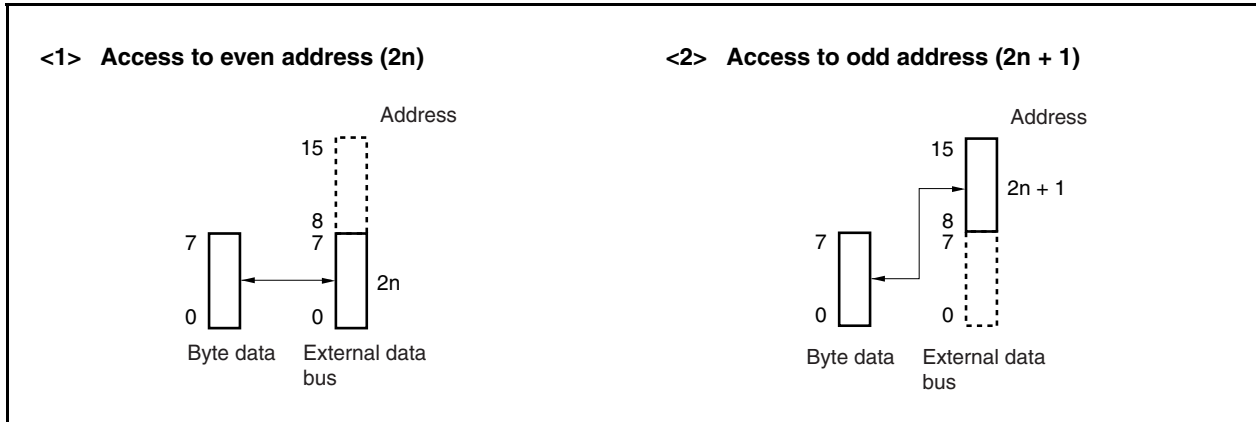 <1> Access to even address (2n)
Address
15
8
7
7
2n
0
0
Byte data
External data
bus
<2> Access to odd address (2n + 1)
Address
15
2n + 1
8
7
7
0
0
Byte data
External data
bus